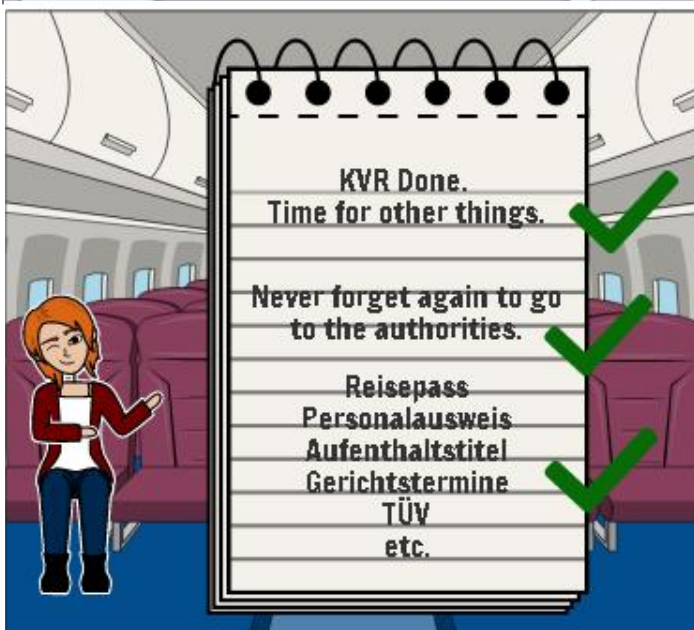 KVR Done.
Time for other things.
Never forget again to go
to the authorities.
Reisepass
Personalausweis
Aufenthaltstitel
Gerichtstermine
TÜV
etc.